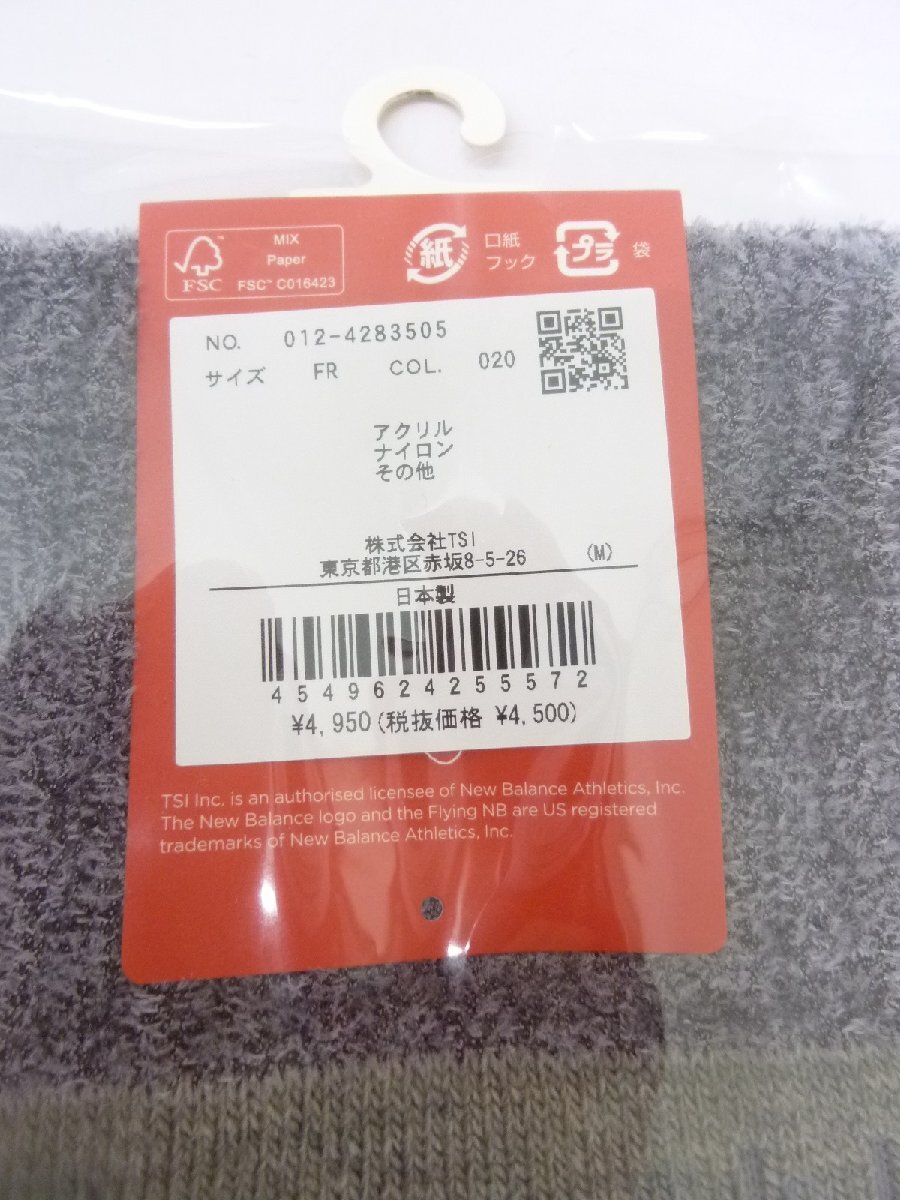 MIX
Paper
FSC™
FSC™ C016423
紙
口紙
フック
プラ
袋
NO. 012-4283505
サイズ FR COL. 020
アクリル
ナイロン
その他
株式会社TSI
東京都港区赤坂8-5-26 (M)
日本製
4549624255572
¥4,950(税抜価格 ¥4,500)
TSI Inc. is an authorised licensee of New Balance Athletics, Inc.
The New Balance logo and the Flying NB are US registered
trademarks of New Balance Athletics, Inc.